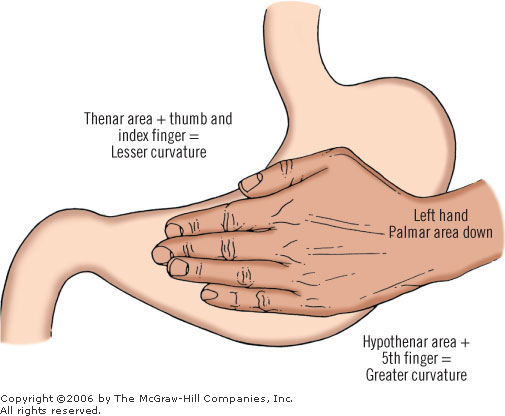 Thenar area + thumb and
index finger =
Lesser curvature
Left hand
Palmar area down
Hypothenar area +
5th finger =
Greater curvature
Copyright ©2006 by The McGraw-Hill Companies, Inc.
All rights reserved.